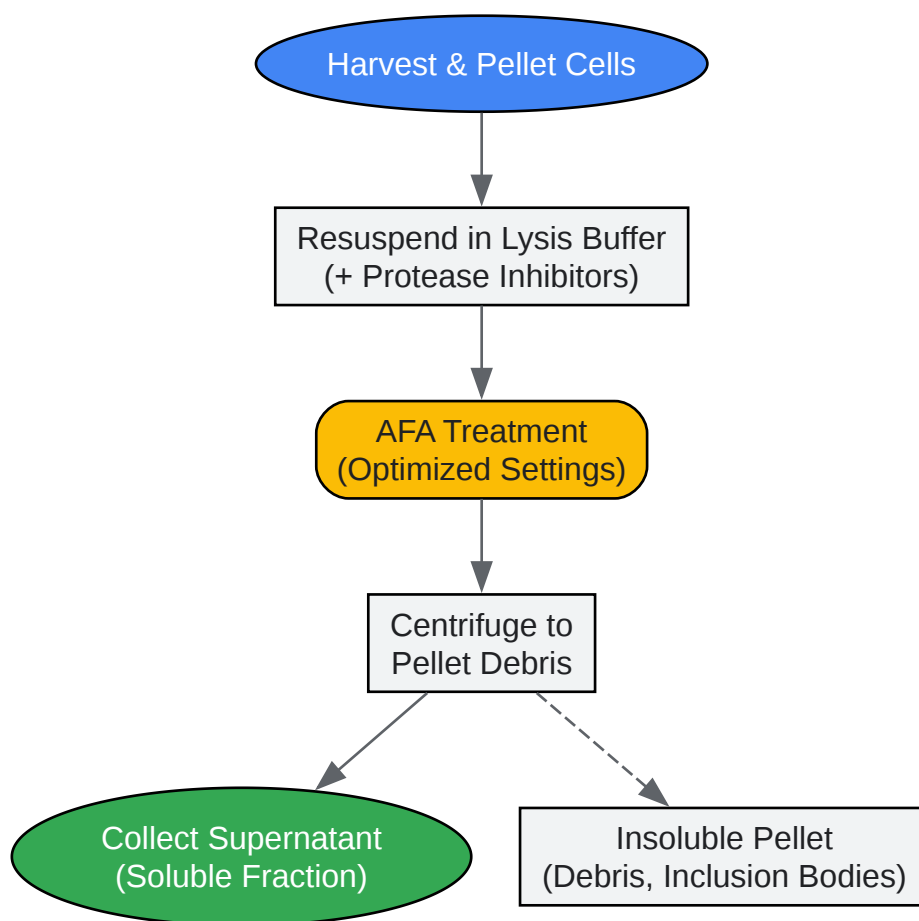 Harvest & Pellet Cells
Resuspend in Lysis Buffer
(+ Protease Inhibitors)
AFA Treatment
(Optimized Settings)
Centrifuge to
Pellet Debris
Collect Supernatant
(Soluble Fraction)
Insoluble Pellet
(Debris, Inclusion Bodies)